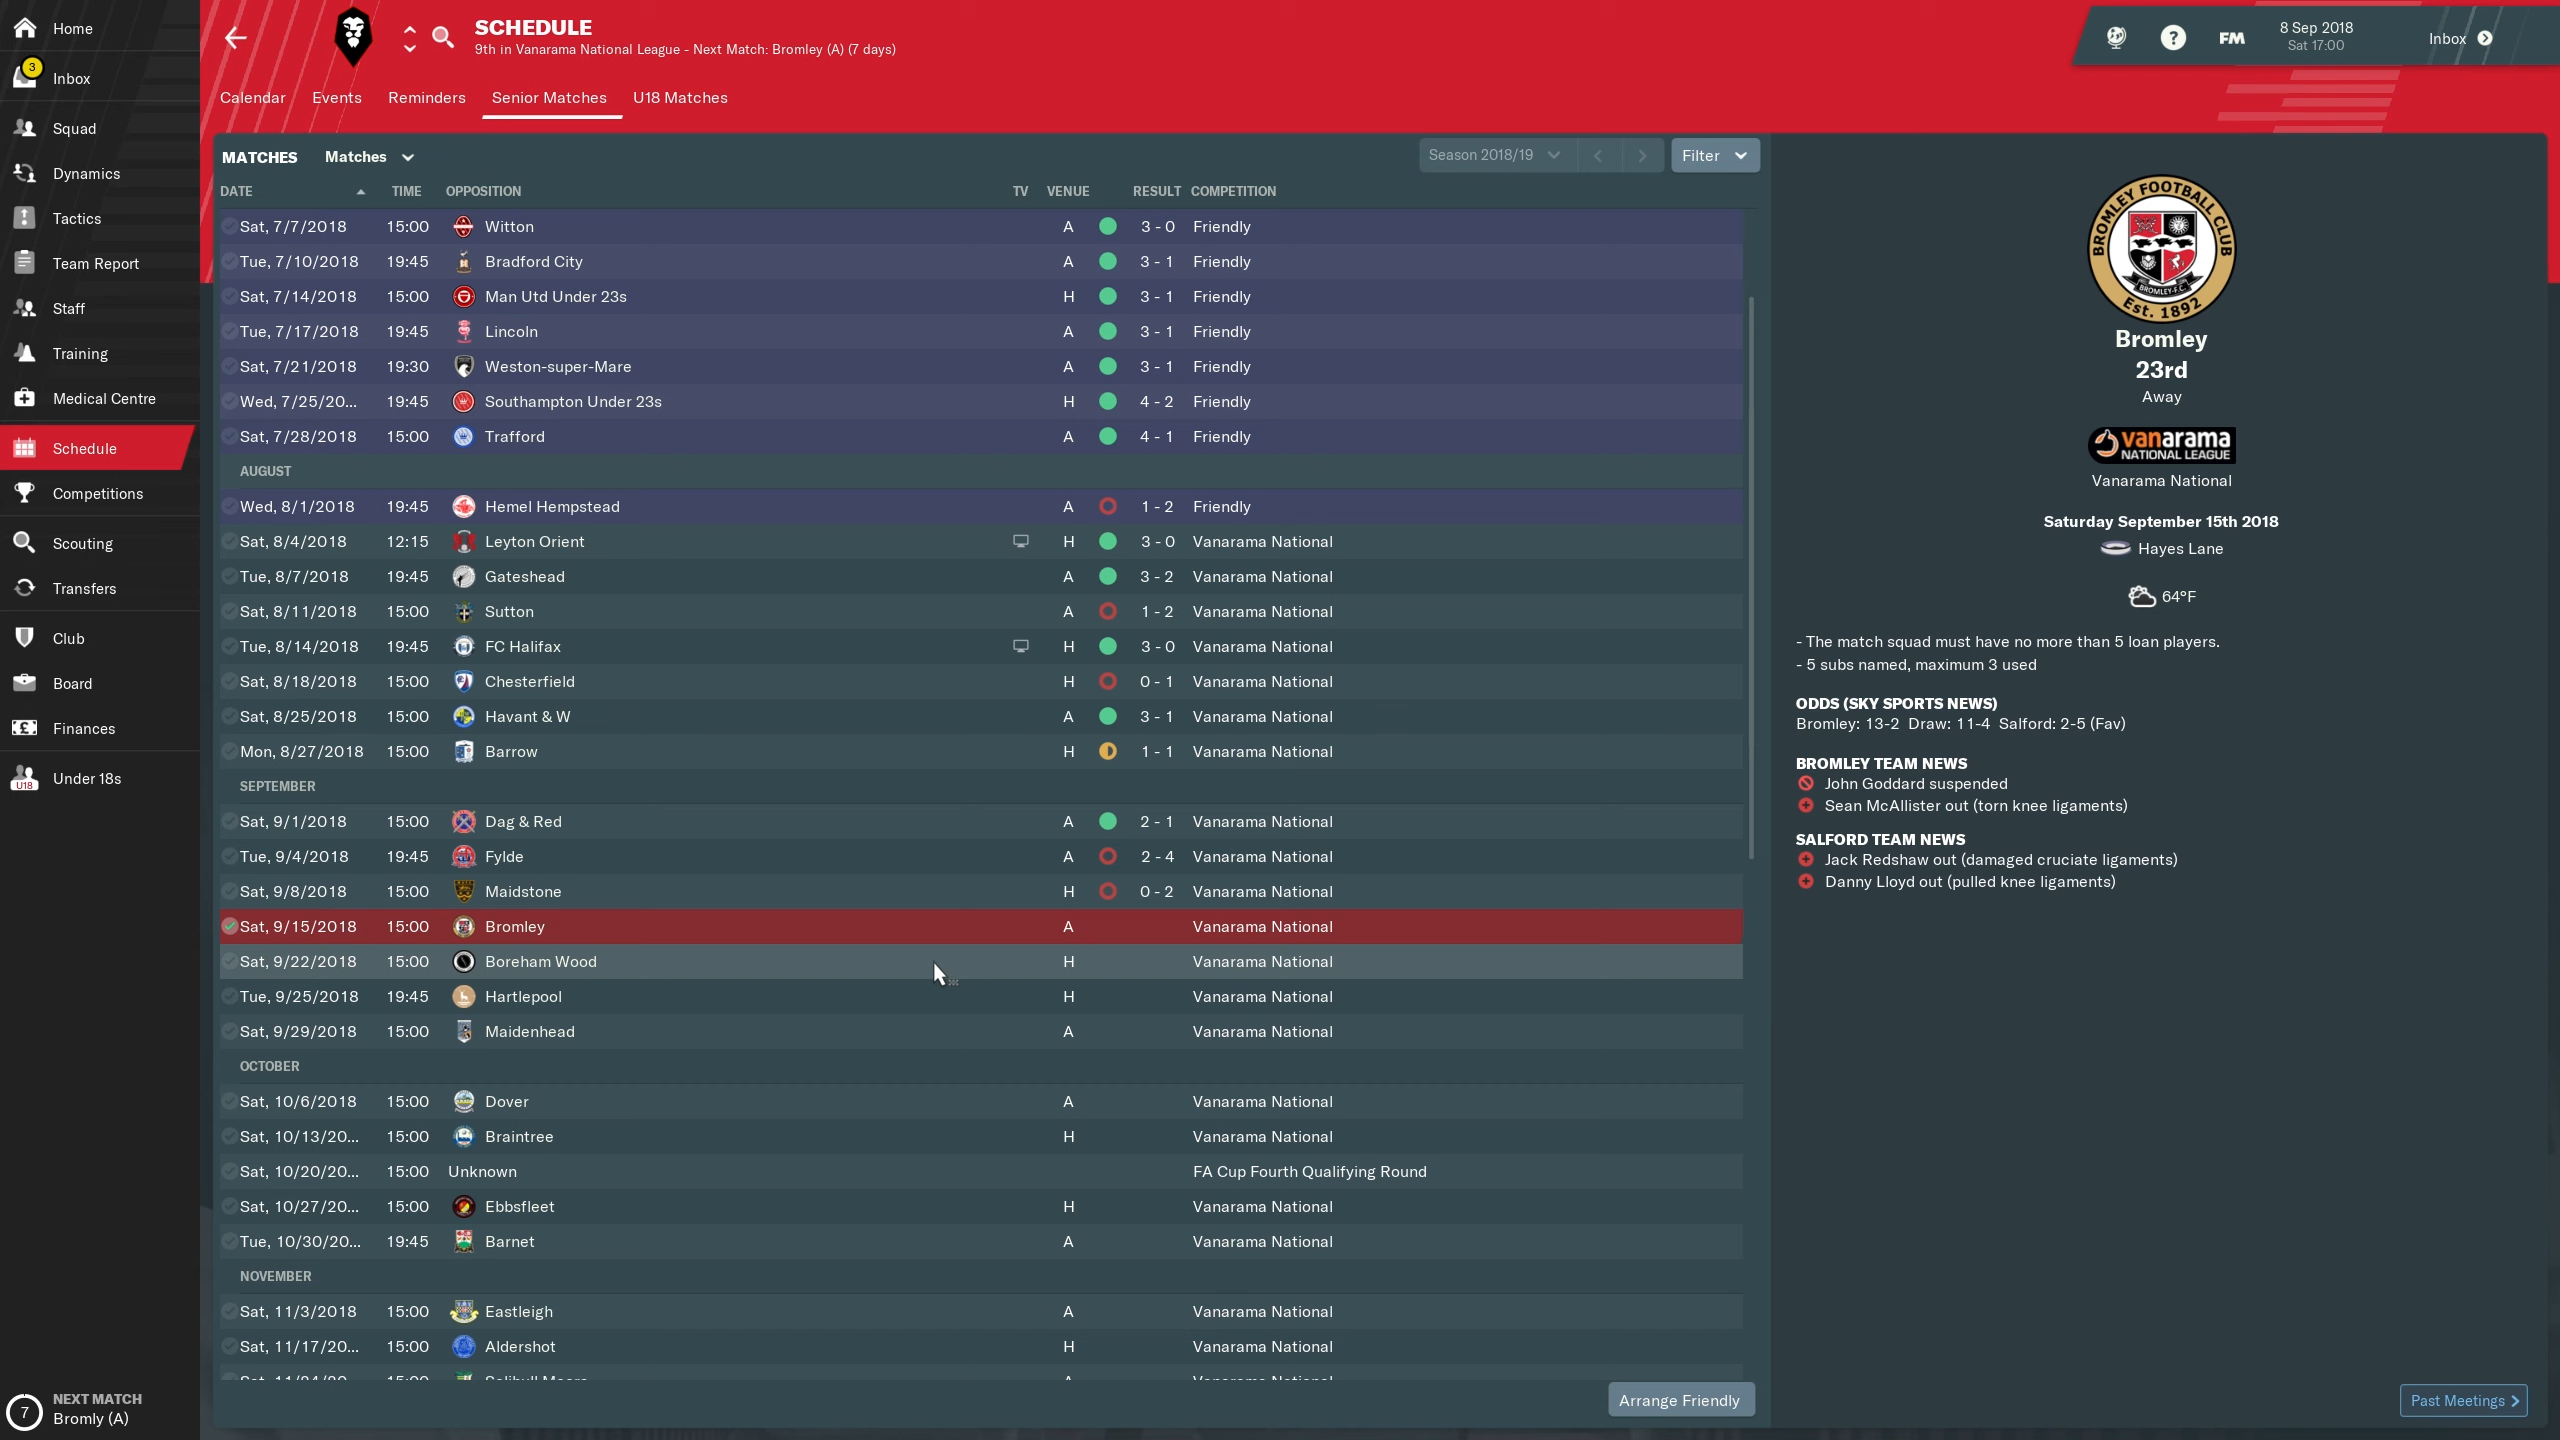 Home
3
Inbox
Squad
Dynamics
Tactics
Team Report
Staff
Training
Medical Centre
Schedule
Competitions
Scouting
Transfers
Club
Board
Finances
U18
Under 18s
7
NEXT MATCH
Bromly (A)
SCHEDULE
9th in Vanarama National League - Next Match: Bromley (A) (7 days)
? FM 8 Sep 2018 Inbox
Sat 17:00
Calendar Events Reminders Senior Matches U18 Matches
MATCHES Matches Season 2018/19 Filter
DATE TIME OPPOSITION TV VENUE RESULT COMPETITION
Sat, 7/7/2018 15:00 Witton A 3 - 0 Friendly
Tue, 7/10/2018 19:45 Bradford City A 3 - 1 Friendly
Sat, 7/14/2018 15:00 Man Utd Under 23s H 3 - 1 Friendly
Tue, 7/17/2018 19:45 Lincoln A 3 - 1 Friendly
Sat, 7/21/2018 19:30 Weston-super-Mare A 3 - 1 Friendly
Wed, 7/25/20... 19:45 Southampton Under 23s H 4 - 2 Friendly
Sat, 7/28/2018 15:00 Trafford A 4 - 1 Friendly
AUGUST
Wed, 8/1/2018 19:45 Hemel Hempstead A 1 - 2 Friendly
Sat, 8/4/2018 12:15 Leyton Orient H 3 - 0 Vanarama National
Tue, 8/7/2018 19:45 Gateshead A 3 - 2 Vanarama National
Sat, 8/11/2018 15:00 Sutton A 1 - 2 Vanarama National
Tue, 8/14/2018 19:45 FC Halifax H 3 - 0 Vanarama National
Sat, 8/18/2018 15:00 Chesterfield H 0 - 1 Vanarama National
Sat, 8/25/2018 15:00 Havant & W A 3 - 1 Vanarama National
Mon, 8/27/2018 15:00 Barrow H 1 - 1 Vanarama National
SEPTEMBER
Sat, 9/1/2018 15:00 Dag & Red A 2 - 1 Vanarama National
Tue, 9/4/2018 19:45 Fylde A 2 - 4 Vanarama National
Sat, 9/8/2018 15:00 Maidstone H 0 - 2 Vanarama National
Sat, 9/15/2018 15:00 Bromley A Vanarama National
Sat, 9/22/2018 15:00 Boreham Wood H Vanarama National
Tue, 9/25/2018 19:45 Hartlepool H Vanarama National
Sat, 9/29/2018 15:00 Maidenhead A Vanarama National
OCTOBER
Sat, 10/6/2018 15:00 Dover A Vanarama National
Sat, 10/13/20... 15:00 Braintree H Vanarama National
Sat, 10/20/20... 15:00 Unknown FA Cup Fourth Qualifying Round
Sat, 10/27/20... 15:00 Ebbsfleet H Vanarama National
Tue, 10/30/20... 19:45 Barnet A Vanarama National
NOVEMBER
Sat, 11/3/2018 15:00 Eastleigh A Vanarama National
Sat, 11/17/20... 15:00 Aldershot H Vanarama National
Arrange Friendly
BROMLEY FOOTBALL CLUB
BROMLEY-F.C.
Est. 1892
Bromley
23rd
Away
vanarama
NATIONAL LEAGUE
Vanarama National
Saturday September 15th 2018
Hayes Lane
64°F
- The match squad must have no more than 5 loan players.
- 5 subs named, maximum 3 used
ODDS (SKY SPORTS NEWS)
Bromley: 13-2 Draw: 11-4 Salford: 2-5 (Fav)
BROMLEY TEAM NEWS
John Goddard suspended
Sean McAllister out (torn knee ligaments)
SALFORD TEAM NEWS
Jack Redshaw out (damaged cruciate ligaments)
Danny Lloyd out (pulled knee ligaments)
Past Meetings